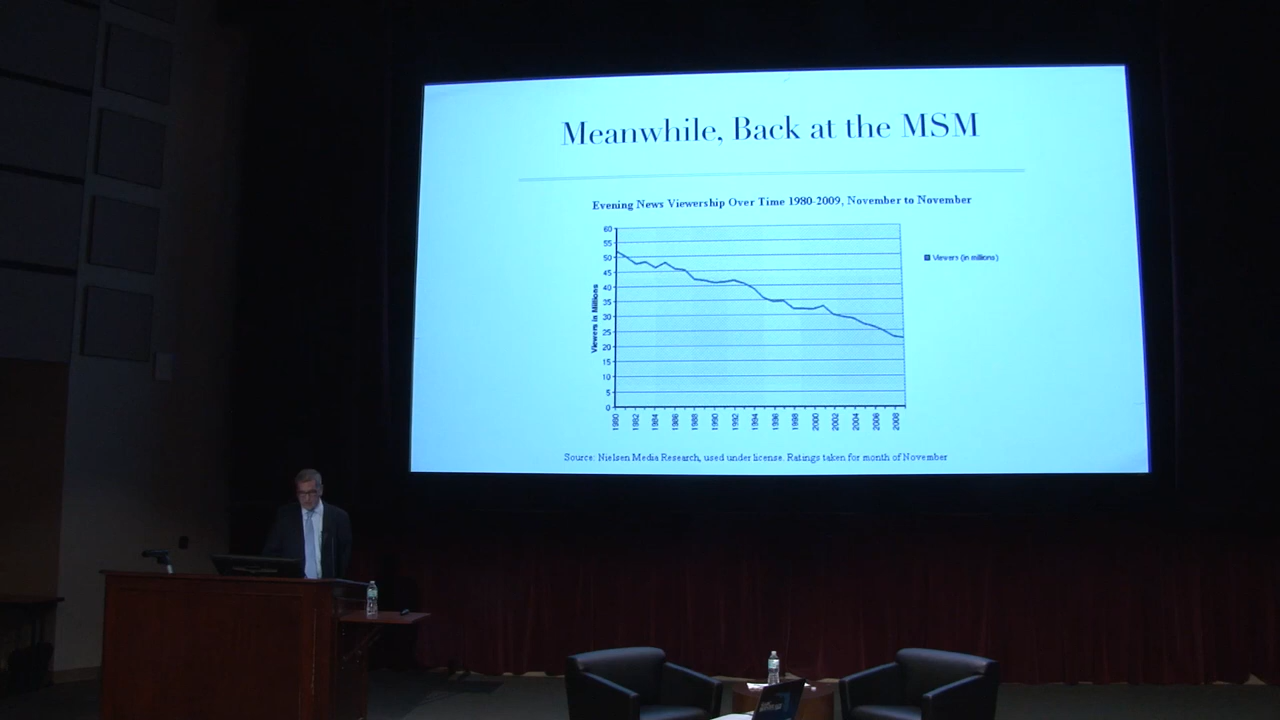 Meanwhile, Back at the MSM
Evening News Viewership Over Time 1980-2009, November to November
60
55
50
45
40
35
30
25
20
15
10
5
0
Viewers in Millions
Viewers (in millions)
1980 1982 1984 1986 1988 1990 1992 1994 1996 1998 2000 2002 2004 2006 2008
Source: Nielsen Media Research, used under license. Ratings taken for month of November